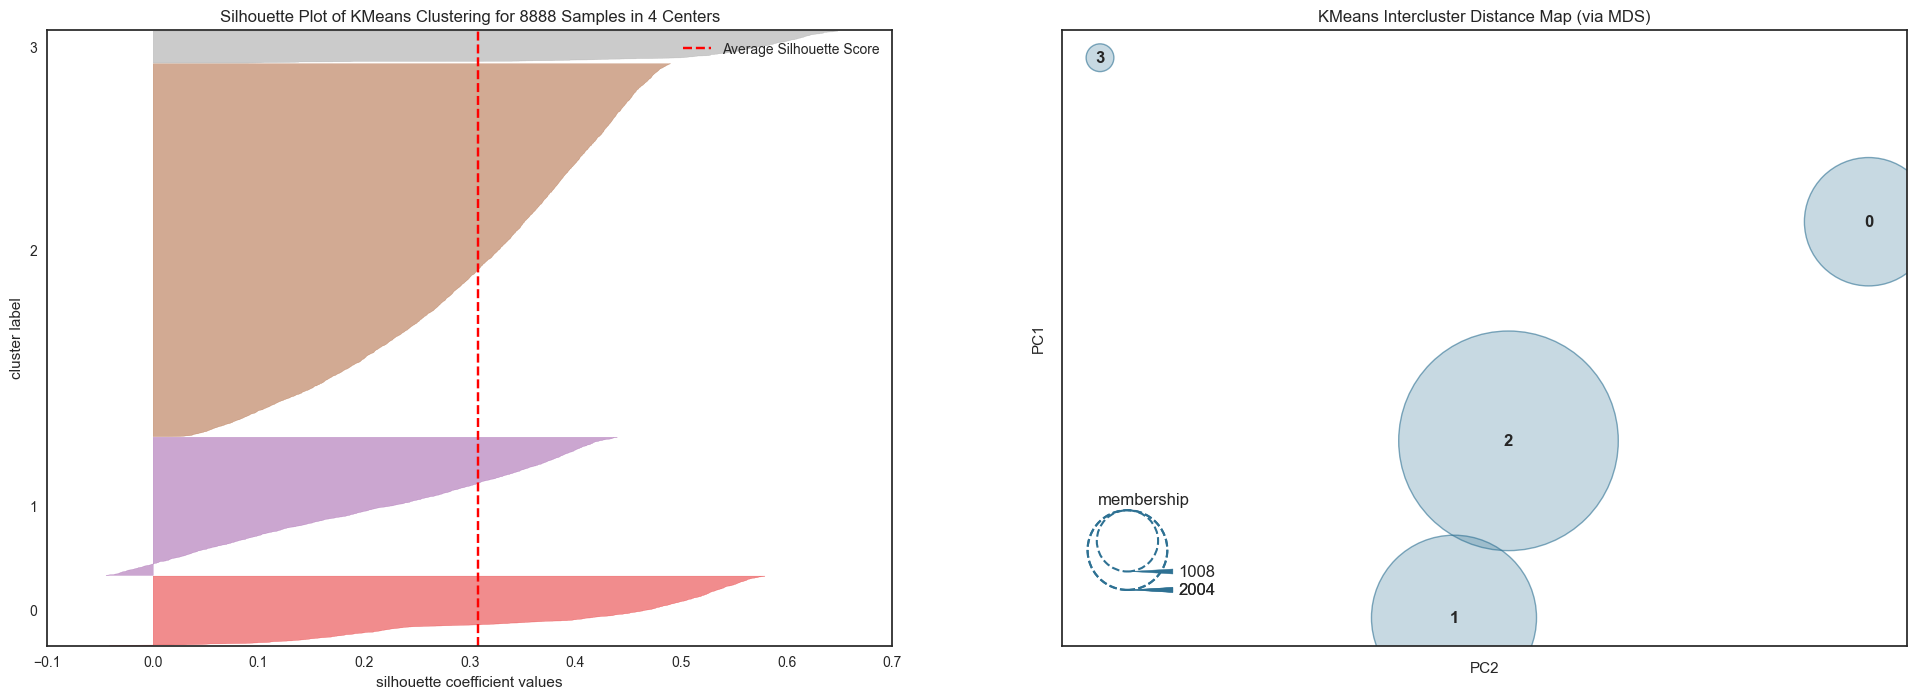 Silhouette Plot of KMeans Clustering for 8888 Samples in 4 Centers
Average Silhouette Score
3
2
1
0
cluster label
−0.1 0.0 0.1 0.2 0.3 0.4 0.5 0.6 0.7
silhouette coefficient values
KMeans Intercluster Distance Map (via MDS)
3
0
2
1
PC1
membership
1008
2004
PC2